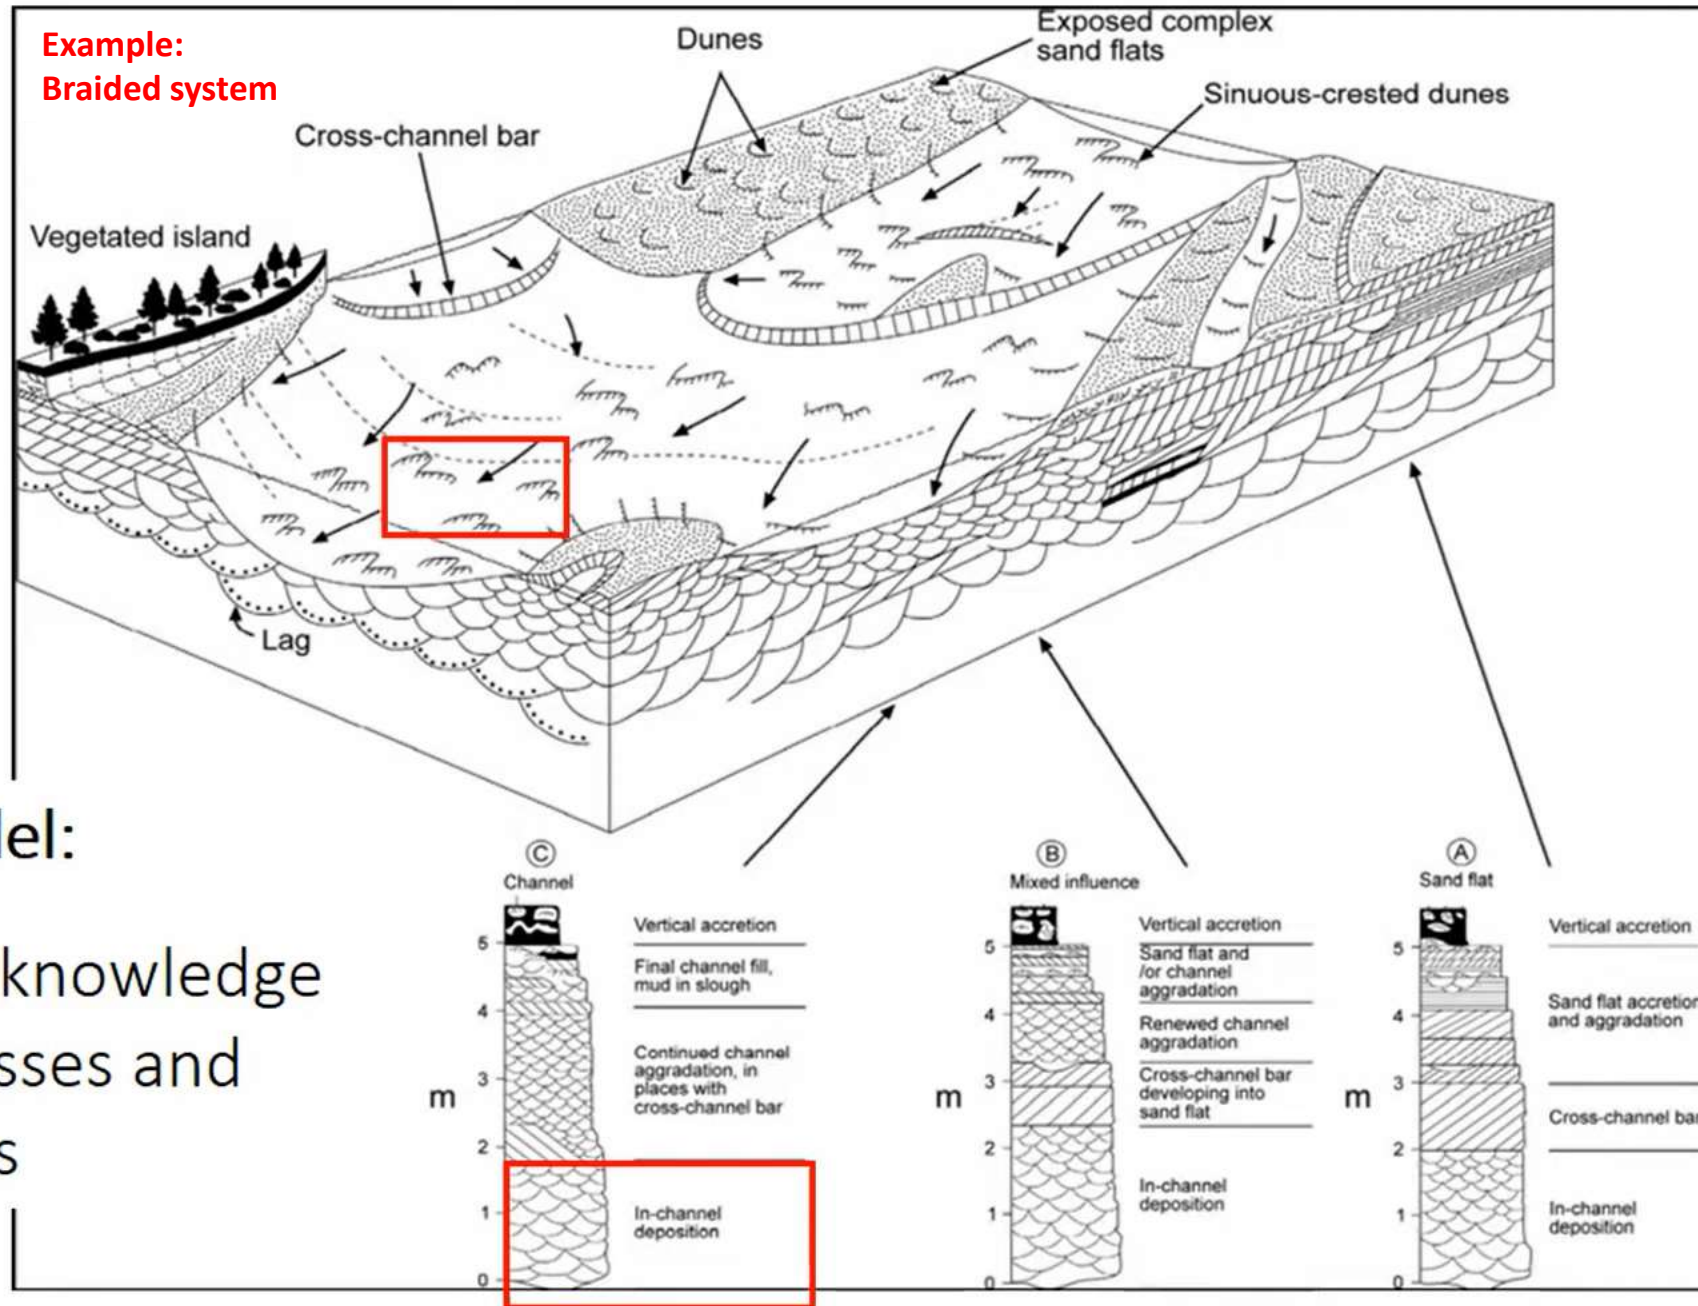 Example:
Braided system
Dunes
Exposed complex
sand flats
Sinuous-crested dunes
Cross-channel bar
Vegetated island
Lag
del:
knowledge
sses and
s
C
Channel
5
4
3
2
1
0
m
Vertical accretion
Final channel fill,
mud in slough
Continued channel
aggradation, in
places with
cross-channel bar
In-channel
deposition
B
Mixed influence
5
4
3
2
1
0
m
Vertical accretion
Sand flat and
/or channel
aggradation
Renewed channel
aggradation
Cross-channel bar
developing into
sand flat
In-channel
deposition
A
Sand flat
5
4
3
2
1
0
m
Vertical accretion
Sand flat accretion
and aggradation
Cross-channel bar
In-channel
deposition